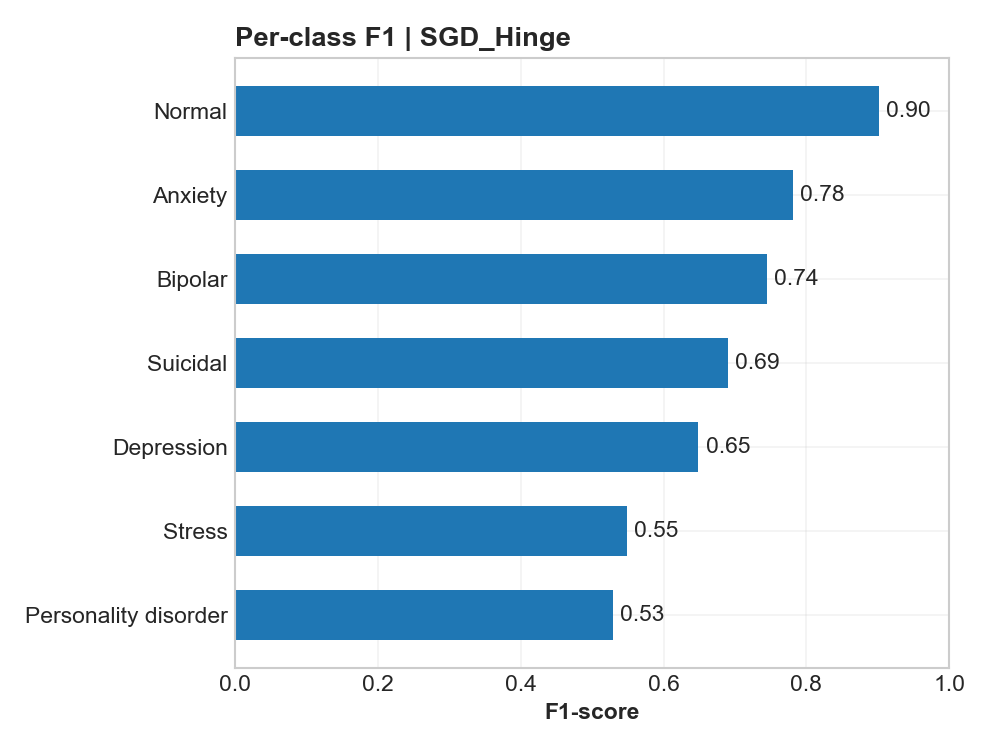 Per-class F1 | SGD_Hinge
Normal 0.90
Anxiety 0.78
Bipolar 0.74
Suicidal 0.69
Depression 0.65
Stress 0.55
Personality disorder 0.53
0.0 0.2 0.4 0.6 0.8 1.0
F1-score